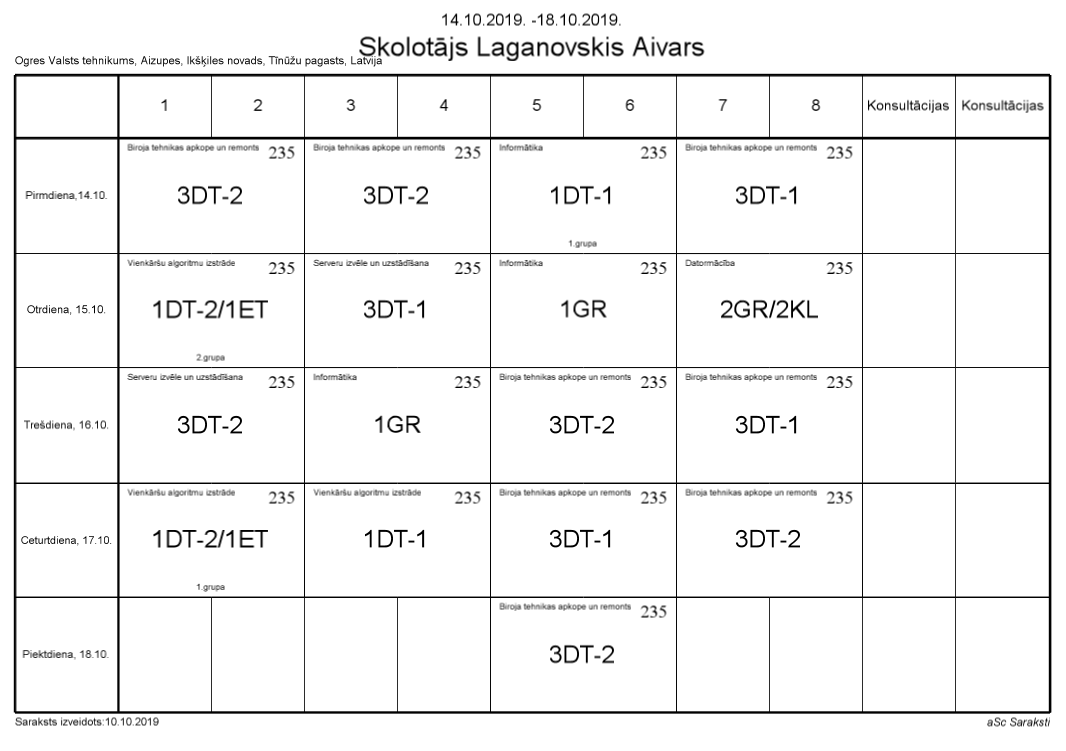 14.10.2019. -18.10.2019.
Skolotājs Laganovskis Aivars
Ogres Valsts tehnikums, Aizupes, Ikšķiles novads, Tīnūžu pagasts, Latvija
1 2 3 4 5 6 7 8 Konsultācijas Konsultācijas
Biroja tehnikas apkope un remonts 235 Biroja tehnikas apkope un remonts 235 Informātika 235 Biroja tehnikas apkope un remonts 235
Pirmdiena,14.10. 3DT-2 3DT-2 1DT-1 3DT-1
1.grupa
Vienkāršu algoritmu izstrāde 235 Serveru izvēle un uzstādīšana 235 Informātika 235 Datormācība 235
Otrdiena, 15.10. 1DT-2/1ET 3DT-1 1GR 2GR/2KL
2.grupa
Serveru izvēle un uzstādīšana 235 Informātika 235 Biroja tehnikas apkope un remonts 235 Biroja tehnikas apkope un remonts 235
Trešdiena, 16.10. 3DT-2 1GR 3DT-2 3DT-1
Vienkāršu algoritmu izstrāde 235 Vienkāršu algoritmu izstrāde 235 Biroja tehnikas apkope un remonts 235 Biroja tehnikas apkope un remonts 235
Ceturtdiena, 17.10. 1DT-2/1ET 1DT-1 3DT-1 3DT-2
1.grupa
Biroja tehnikas apkope un remonts 235
Piektdiena, 18.10. 3DT-2
Saraksts izveidots:10.10.2019 aSc Saraksti